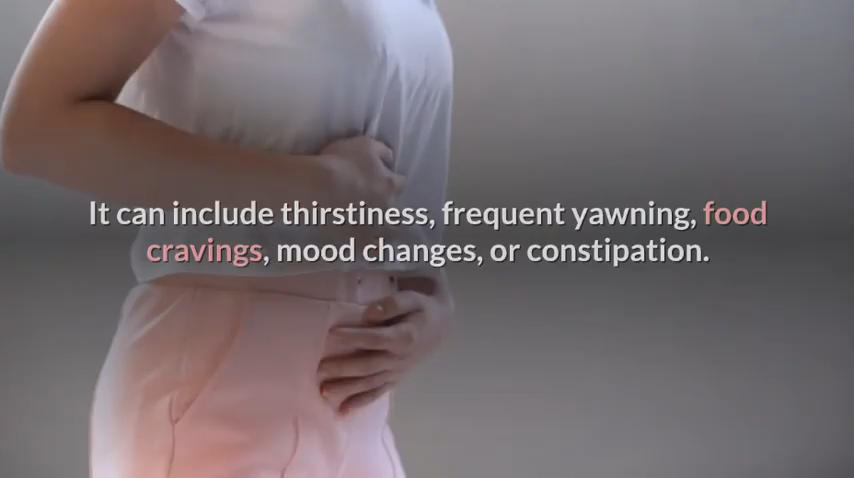 It can include thirstiness, frequent yawning, food
cravings, mood changes, or constipation.